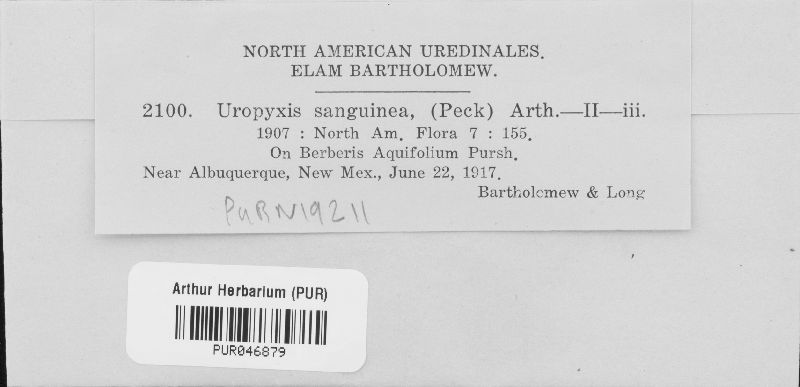 NORTH AMERICAN UREDINALES.
ELAM BARTHOLOMEW.
2100. Uropyxis sanguinea, (Peck) Arth.—II—iii.
1907 : North Am. Flora 7 : 155.
On Berberis Aquifolium Pursh.
Near Albuquerque, New Mex., June 22, 1917.
Bartholomew & Long
PURN19211
Arthur Herbarium (PUR)
PUR046879